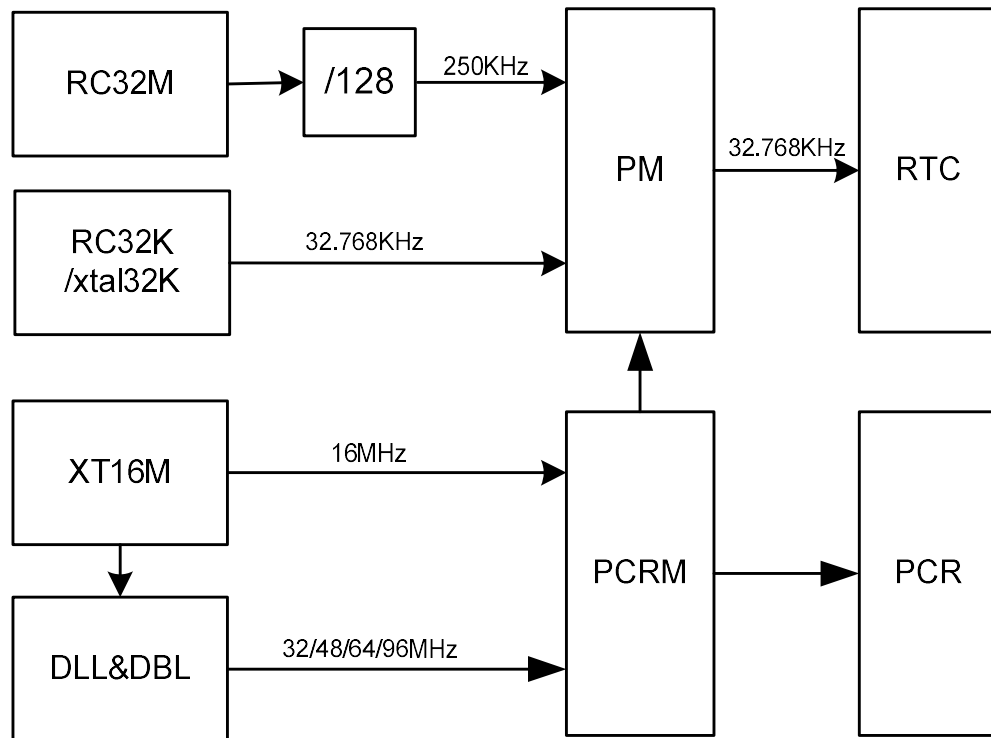 RC32M
/128
250KHz
PM
32.768KHz
RTC
RC32K
/xtal32K
32.768KHz
XT16M
16MHz
PCRM
PCR
DLL&DBL
32/48/64/96MHz